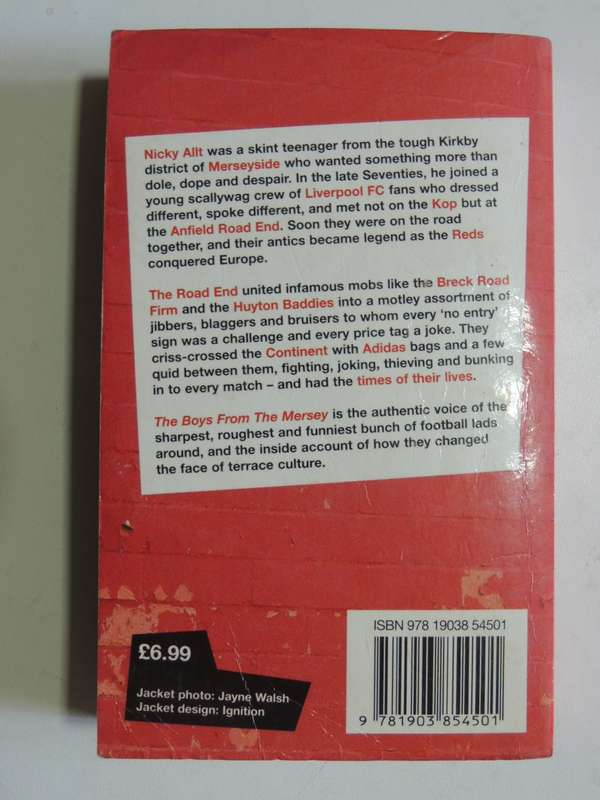 Nicky Allt was a skint teenager from the tough Kirkby
district of Merseyside who wanted something more than
dole, dope and despair. In the late Seventies, he joined a
young scallywag crew of Liverpool FC fans who dressed
different, spoke different, and met not on the Kop but at
the Anfield Road End. Soon they were on the road
together, and their antics became legend as the Reds
conquered Europe.
The Road End united infamous mobs like the Breck Road
Firm and the Huyton Baddies into a motley assortment of
jibbers, blaggers and bruisers to whom every 'no entry'
sign was a challenge and every price tag a joke. They
criss-crossed the Continent with Adidas bags and a few
quid between them, fighting, joking, thieving and bunking
in to every match – and had the times of their lives.
The Boys From The Mersey is the authentic voice of the
sharpest, roughest and funniest bunch of football lads
around, and the inside account of how they changed
the face of terrace culture.
£6.99
Jacket photo: Jayne Walsh
Jacket design: Ignition
ISBN 978 19038 54501
9 781903 854501